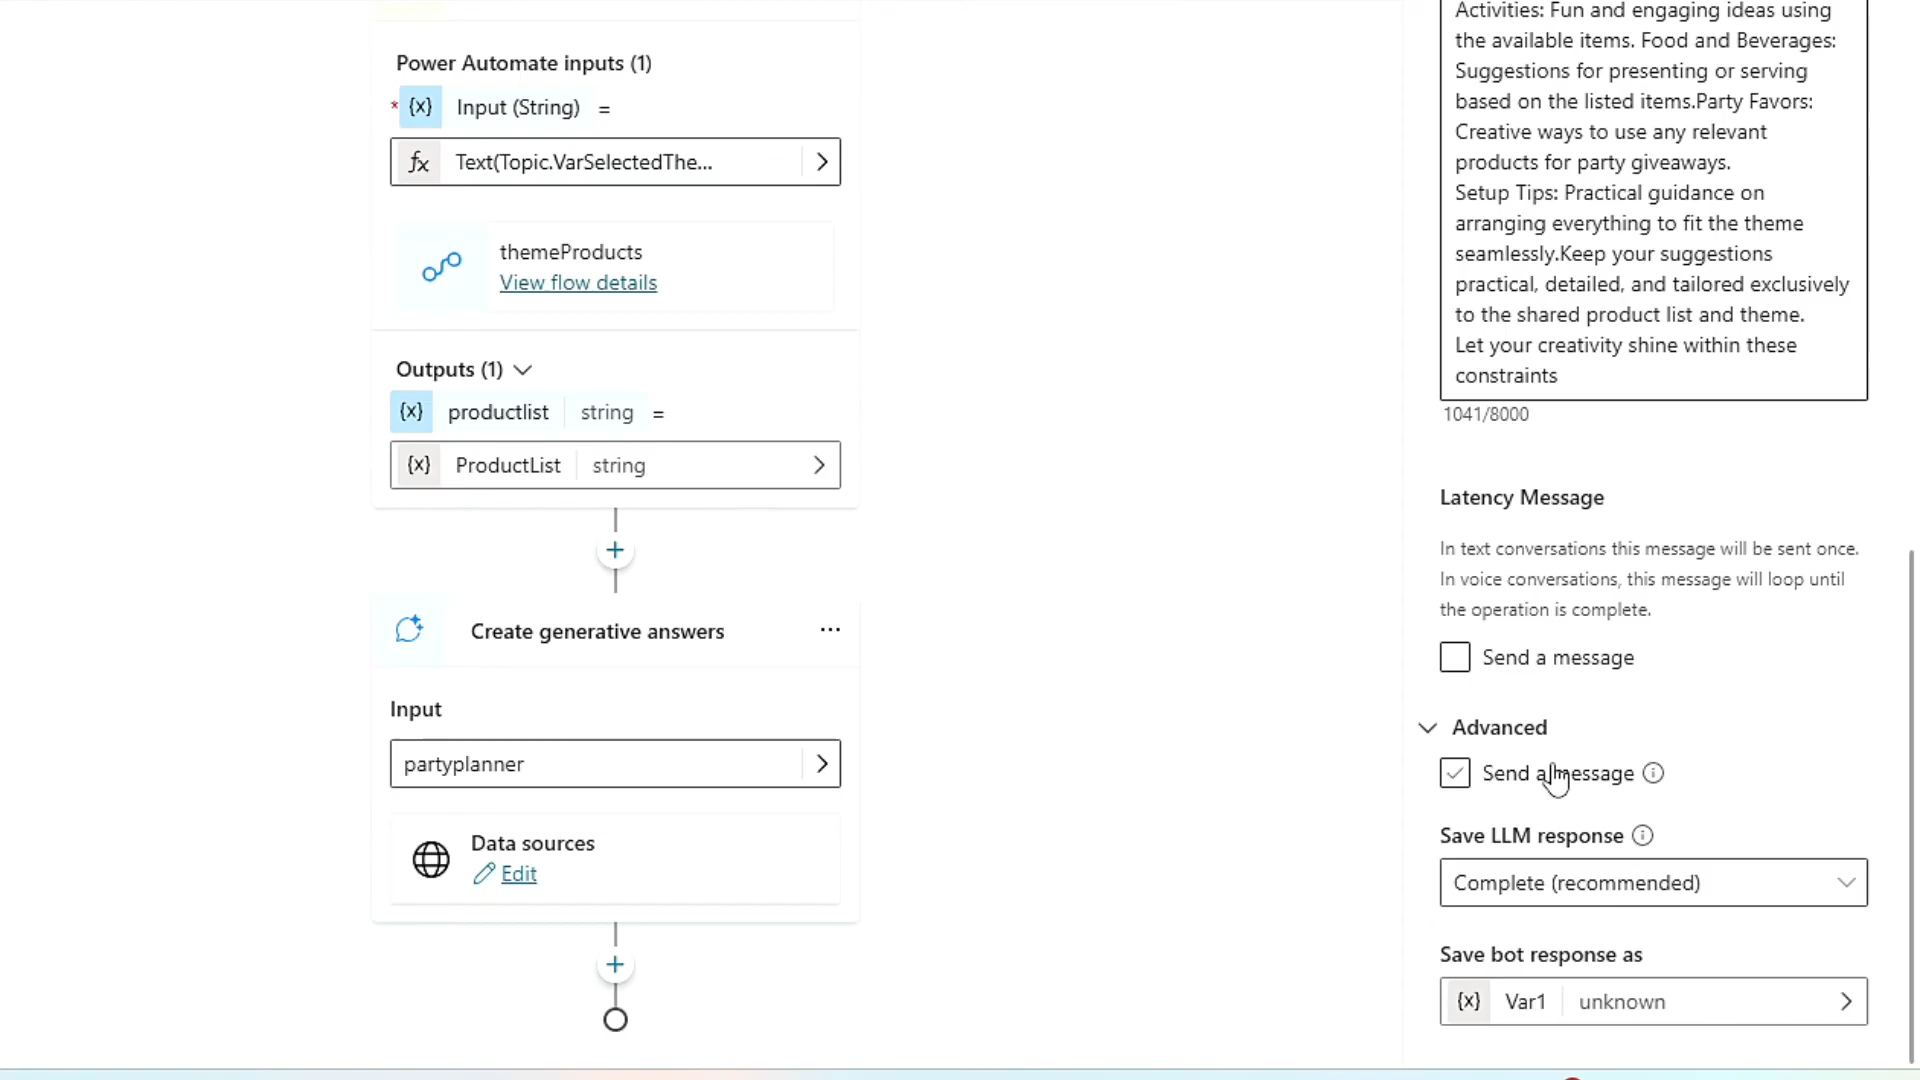 Power Automate inputs (1)
* {x} Input (String) =
fx Text(Topic.VarSelectedThe...
themeProducts
View flow details
Outputs (1)
{x} productlist string =
{x} ProductList string
Create generative answers ...
Input
partyplanner
Data sources
Edit
Activities: Fun and engaging ideas using
the available items. Food and Beverages:
Suggestions for presenting or serving
based on the listed items.Party Favors:
Creative ways to use any relevant
products for party giveaways.
Setup Tips: Practical guidance on
arranging everything to fit the theme
seamlessly.Keep your suggestions
practical, detailed, and tailored exclusively
to the shared product list and theme.
Let your creativity shine within these
constraints
1041/8000
Latency Message
In text conversations this message will be sent once.
In voice conversations, this message will loop until
the operation is complete.
Send a message
Advanced
Send a message
Save LLM response
Complete (recommended)
Save bot response as
{x} Var1 unknown